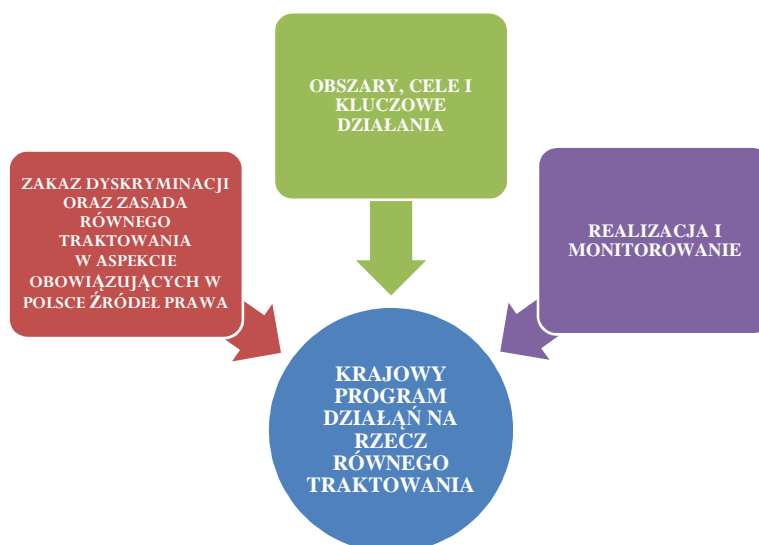 OBSZARY, CELE I
KLUCZOWE
DZIAŁANIA
ZAKAZ DYSKRYMINACJI
ORAZ ZASADA
RÓWNEGO
TRAKTOWANIA
W ASPEKCIE
OBOWIĄZUJĄCYCH W
POLSCE ŹRÓDEŁ PRAWA
REALIZACJA I
MONITOROWANIE
KRAJOWY
PROGRAM
DZIAŁĄŃ NA
RZECZ
RÓWNEGO
TRAKTOWANIA